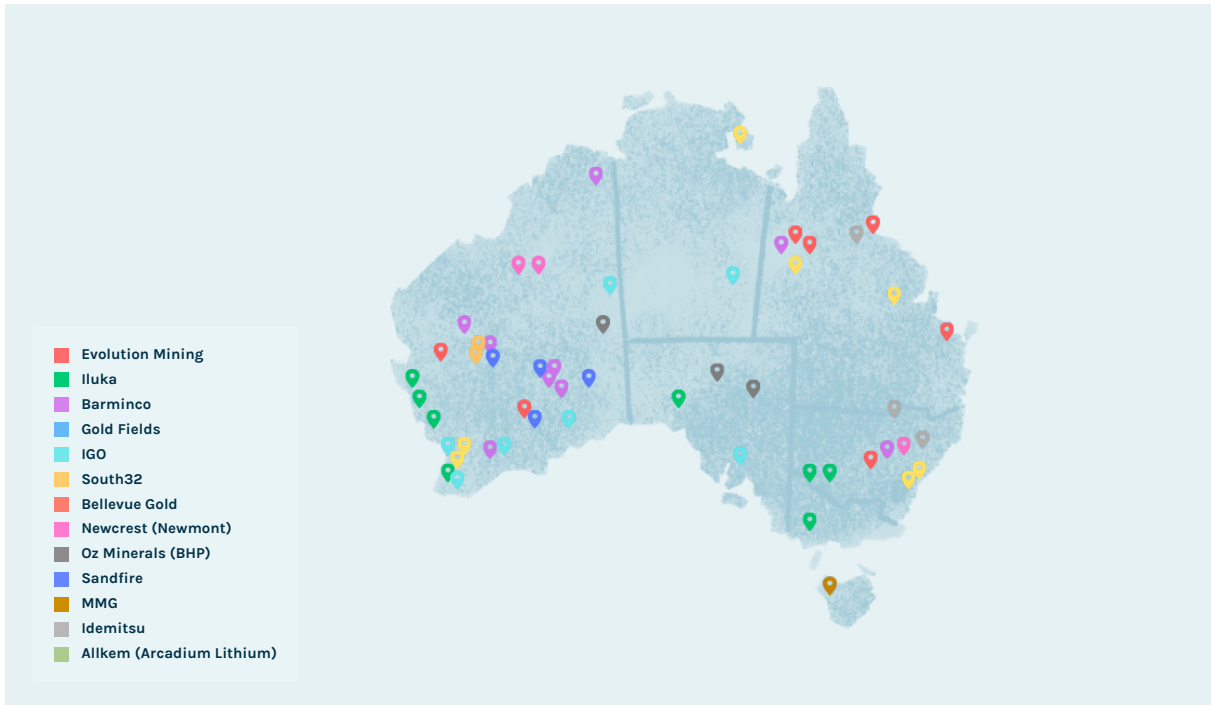 Evolution Mining
Iluka
Barminco
Gold Fields
IGO
South32
Bellevue Gold
Newcrest (Newmont)
Oz Minerals (BHP)
Sandfire
MMG
Idemitsu
Allkem (Arcadium Lithium)